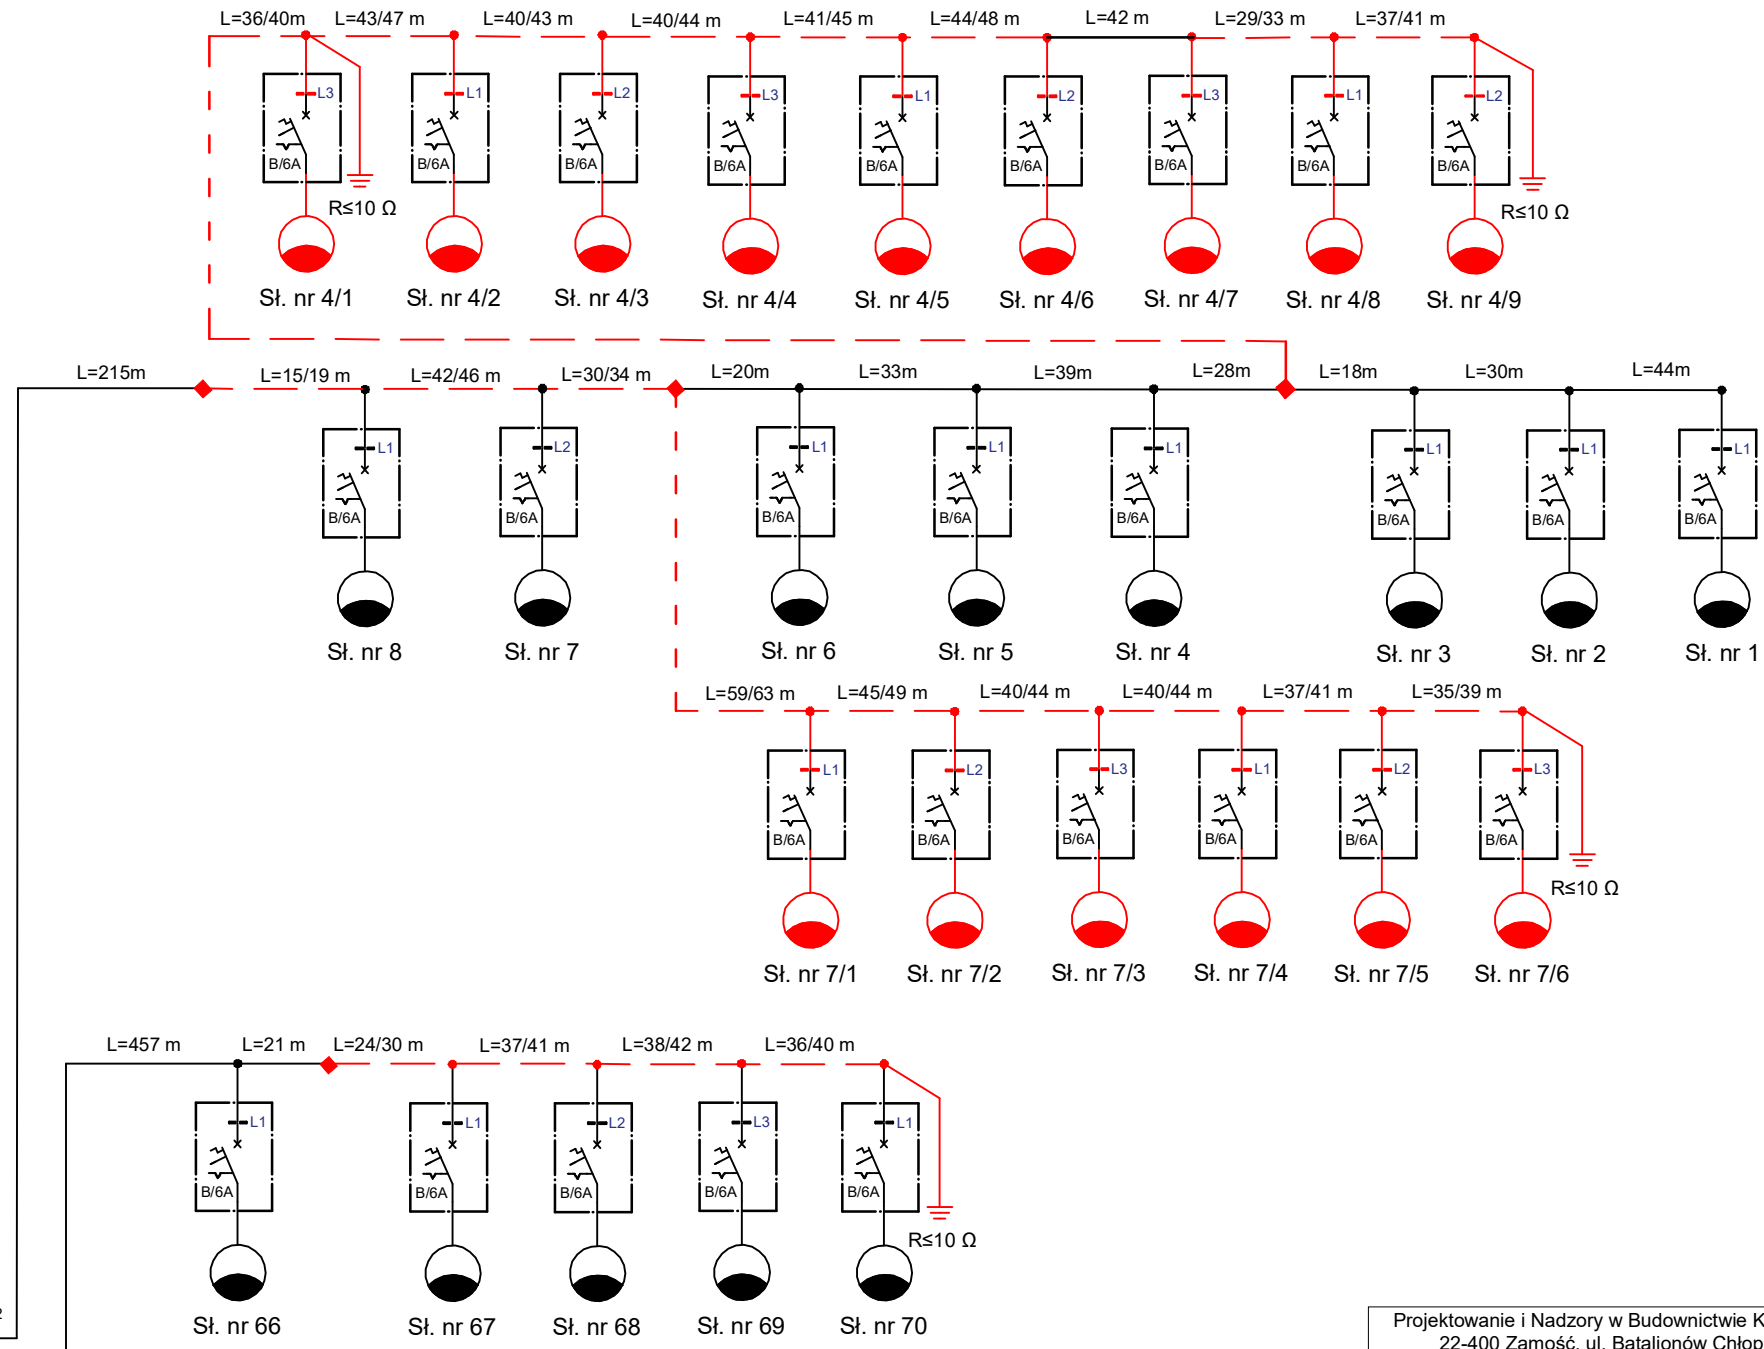 L=36/40m L=43/47 m L=40/43 m L=40/44 m L=41/45 m L=44/48 m L=42 m L=29/33 m L=37/41 m
L3 L1 L2 L3 L1 L2 L3 L1 L2
B/6A B/6A B/6A B/6A B/6A B/6A B/6A B/6A B/6A
R≤10 Ω R≤10 Ω
Sł. nr 4/1 Sł. nr 4/2 Sł. nr 4/3 Sł. nr 4/4 Sł. nr 4/5 Sł. nr 4/6 Sł. nr 4/7 Sł. nr 4/8 Sł. nr 4/9
L=215m L=15/19 m L=42/46 m L=30/34 m L=20m L=33m L=39m L=28m L=18m L=30m L=44m
L1 L2 L1 L1 L1 L1 L1 L1
B/6A B/6A B/6A B/6A B/6A B/6A B/6A B/6A
Sł. nr 8 Sł. nr 7 Sł. nr 6 Sł. nr 5 Sł. nr 4 Sł. nr 3 Sł. nr 2 Sł. nr 1
L=59/63 m L=45/49 m L=40/44 m L=40/44 m L=37/41 m L=35/39 m
L1 L2 L3 L1 L2 L3
B/6A B/6A B/6A B/6A B/6A B/6A
R≤10 Ω
Sł. nr 7/1 Sł. nr 7/2 Sł. nr 7/3 Sł. nr 7/4 Sł. nr 7/5 Sł. nr 7/6
L=457 m L=21 m L=24/30 m L=37/41 m L=38/42 m L=36/40 m
L1 L1 L2 L3 L1
B/6A B/6A B/6A B/6A B/6A
R≤10 Ω
Sł. nr 66 Sł. nr 67 Sł. nr 68 Sł. nr 69 Sł. nr 70
Projektowanie i Nadzory w Budownictwie K
22-400 Zamość, ul. Batalionów Chłop